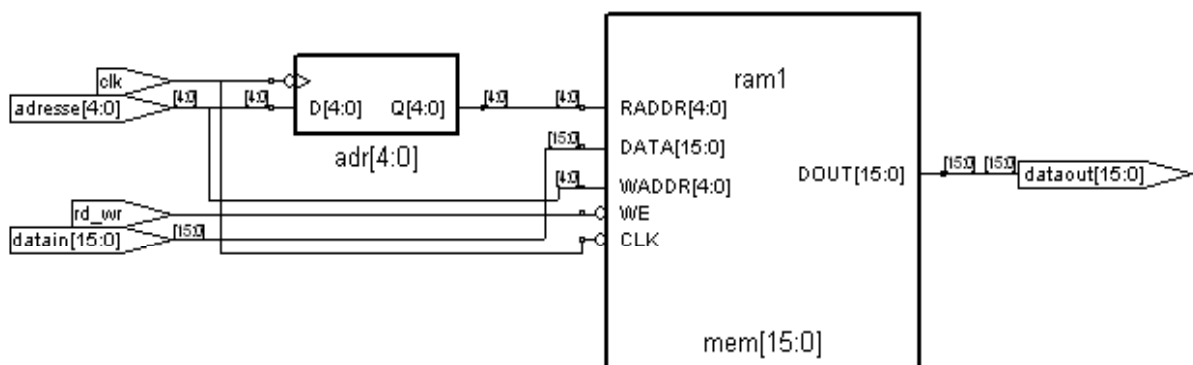 clk
adresse[4:0]
[4:0]
[4:0]
D[4:0]
Q[4:0]
adr[4:0]
[4:0]
[4:0]
ram1
RADDR[4:0]
[15:0]
DATA[15:0]
[4:0]
WADDR[4:0]
rd_wr
WE
datain[15:0]
[15:0]
CLK
DOUT[15:0]
[15:0]
[15:0]
dataout[15:0]
mem[15:0]